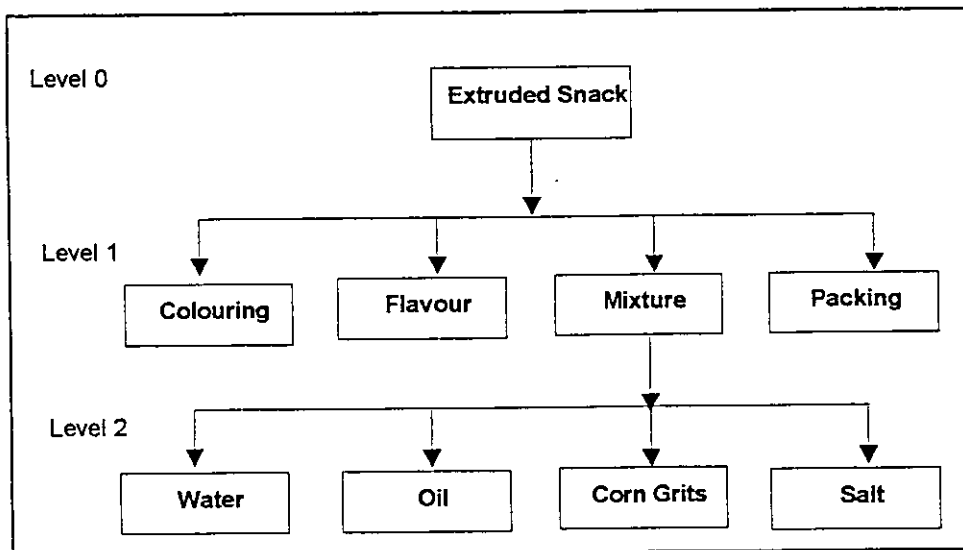 Level 0
Extruded Snack
Level 1
Colouring
Flavour
Mixture
Packing
Level 2
Water
Oil
Corn Grits
Salt